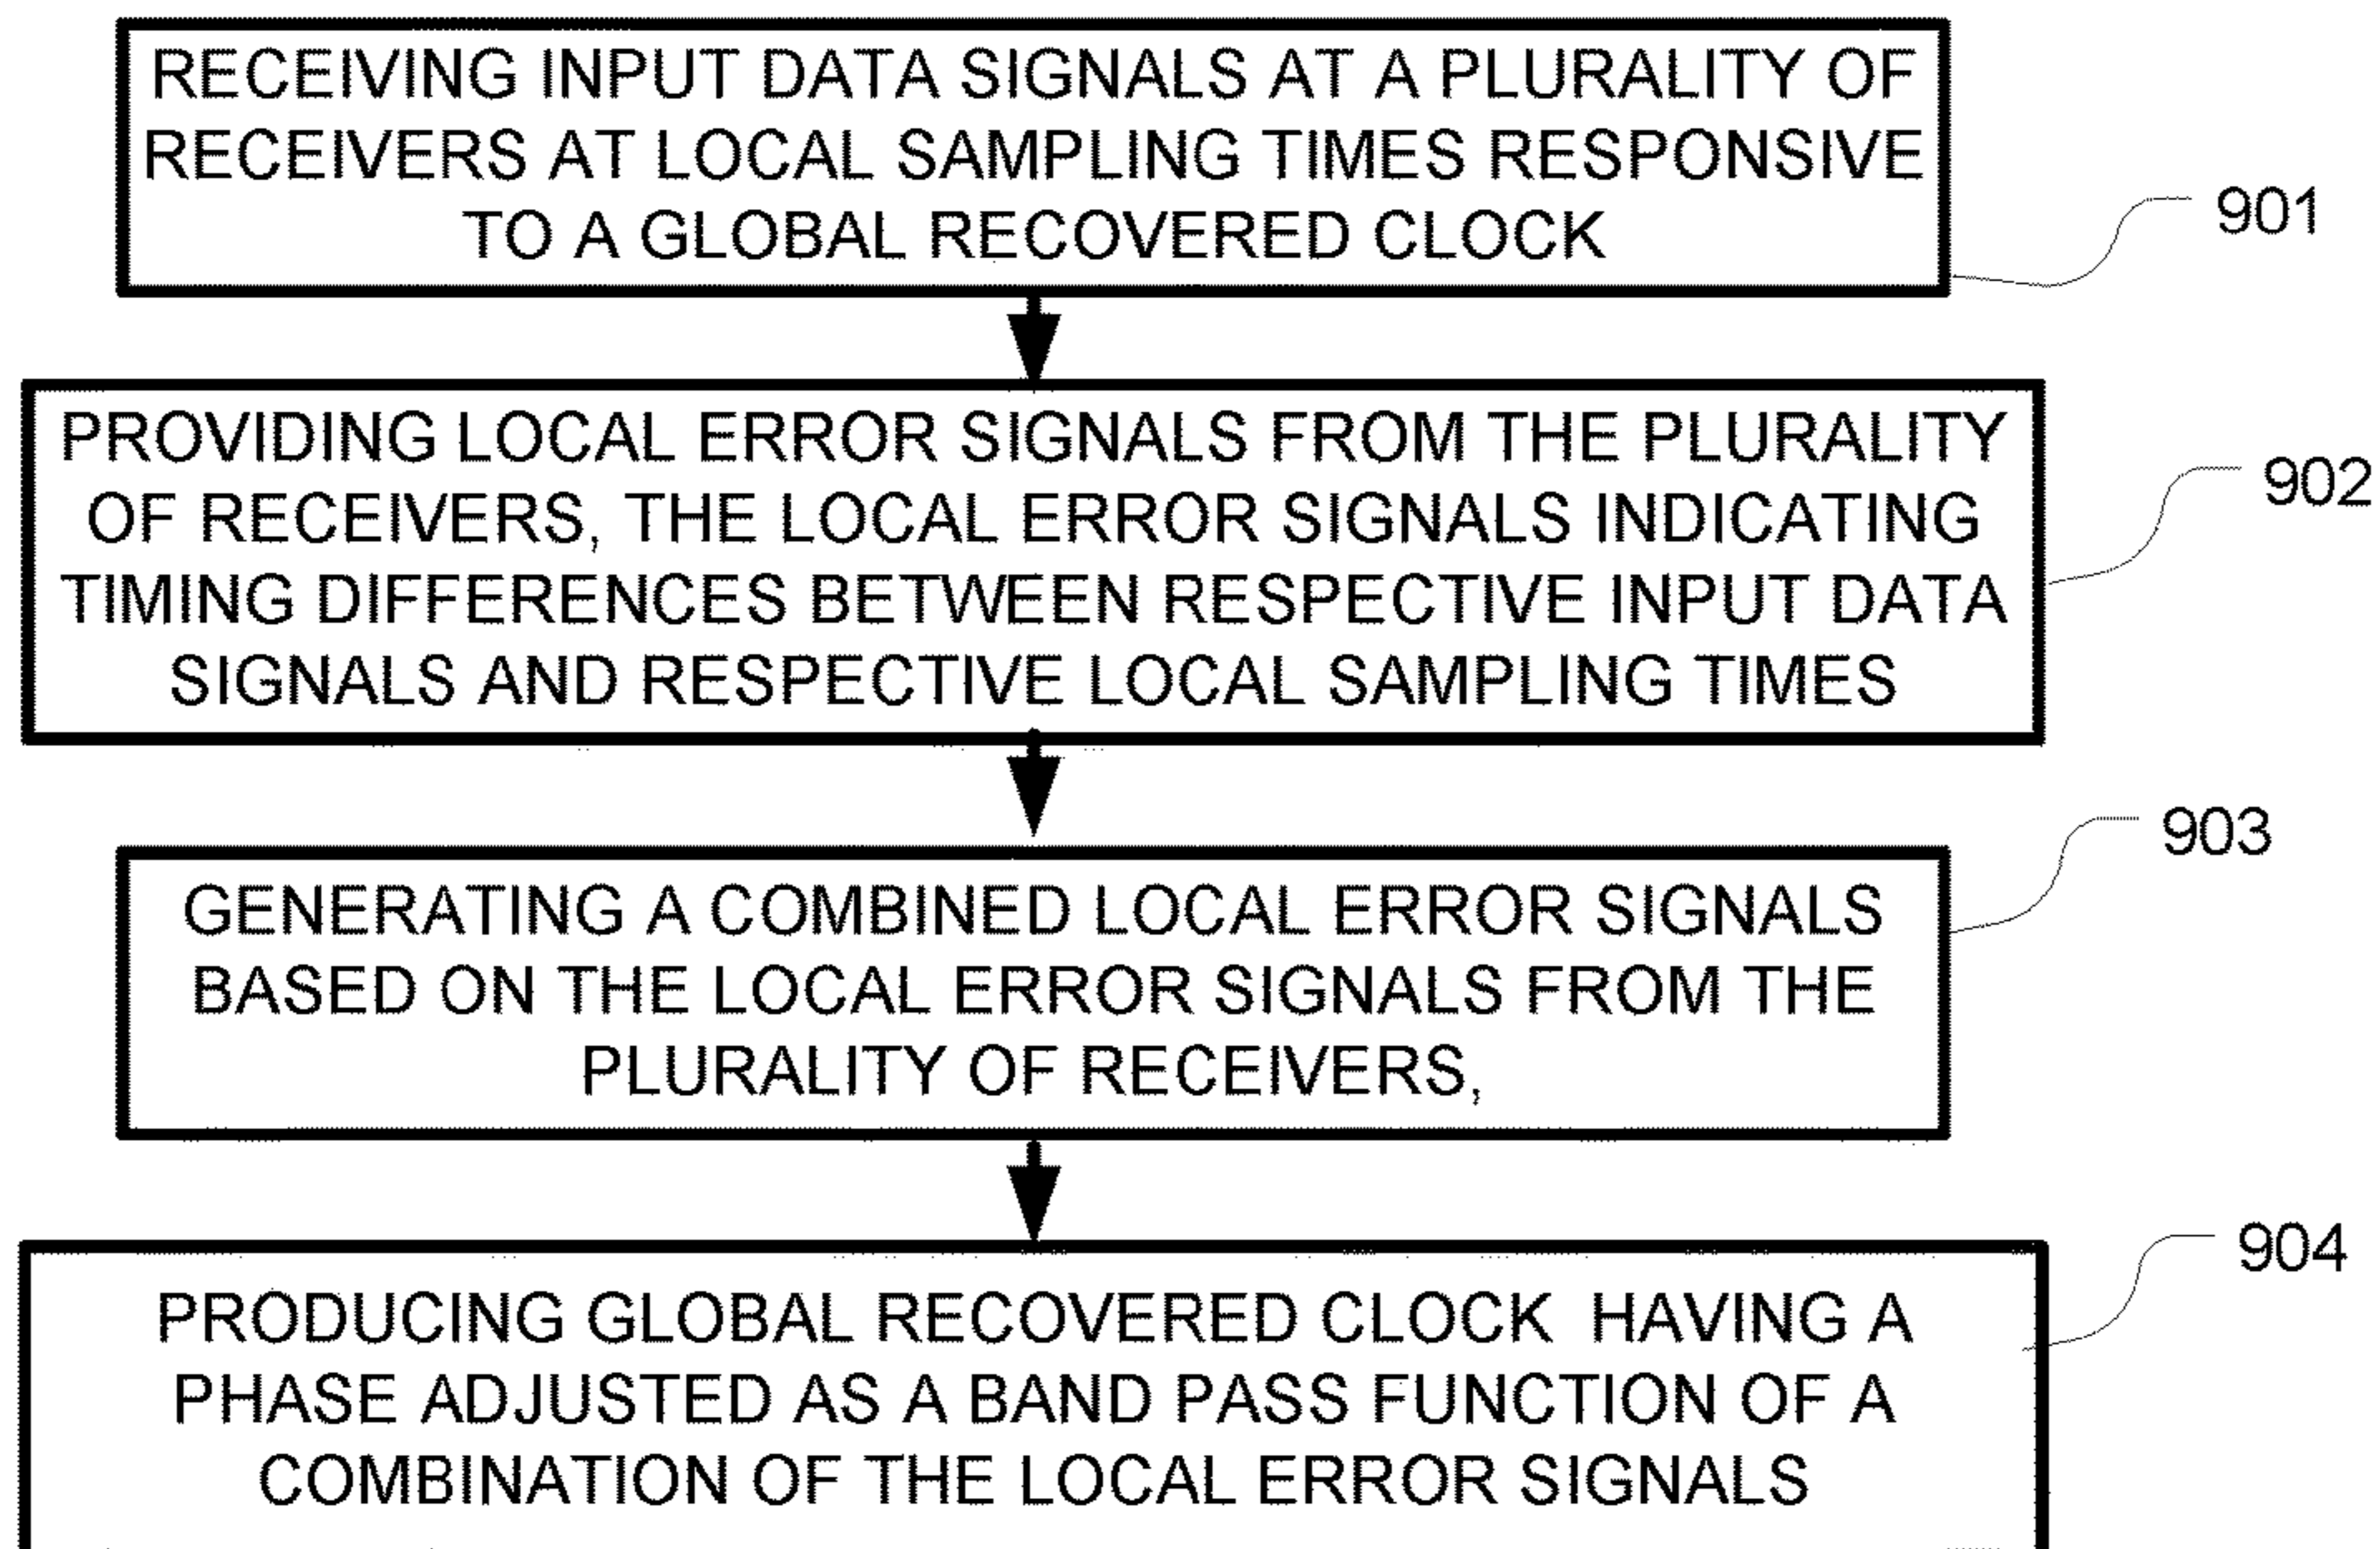 RECEIVING INPUT DATA SIGNALS AT A PLURALITY OF
RECEIVERS AT LOCAL SAMPLING TIMES RESPONSIVE
TO A GLOBAL RECOVERED CLOCK
901
PROVIDING LOCAL ERROR SIGNALS FROM THE PLURALITY
OF RECEIVERS, THE LOCAL ERROR SIGNALS INDICATING
TIMING DIFFERENCES BETWEEN RESPECTIVE INPUT DATA
SIGNALS AND RESPECTIVE LOCAL SAMPLING TIMES
902
GENERATING A COMBINED LOCAL ERROR SIGNALS
BASED ON THE LOCAL ERROR SIGNALS FROM THE
PLURALITY OF RECEIVERS,
903
PRODUCING GLOBAL RECOVERED CLOCK HAVING A
PHASE ADJUSTED AS A BAND PASS FUNCTION OF A
COMBINATION OF THE LOCAL ERROR SIGNALS
904